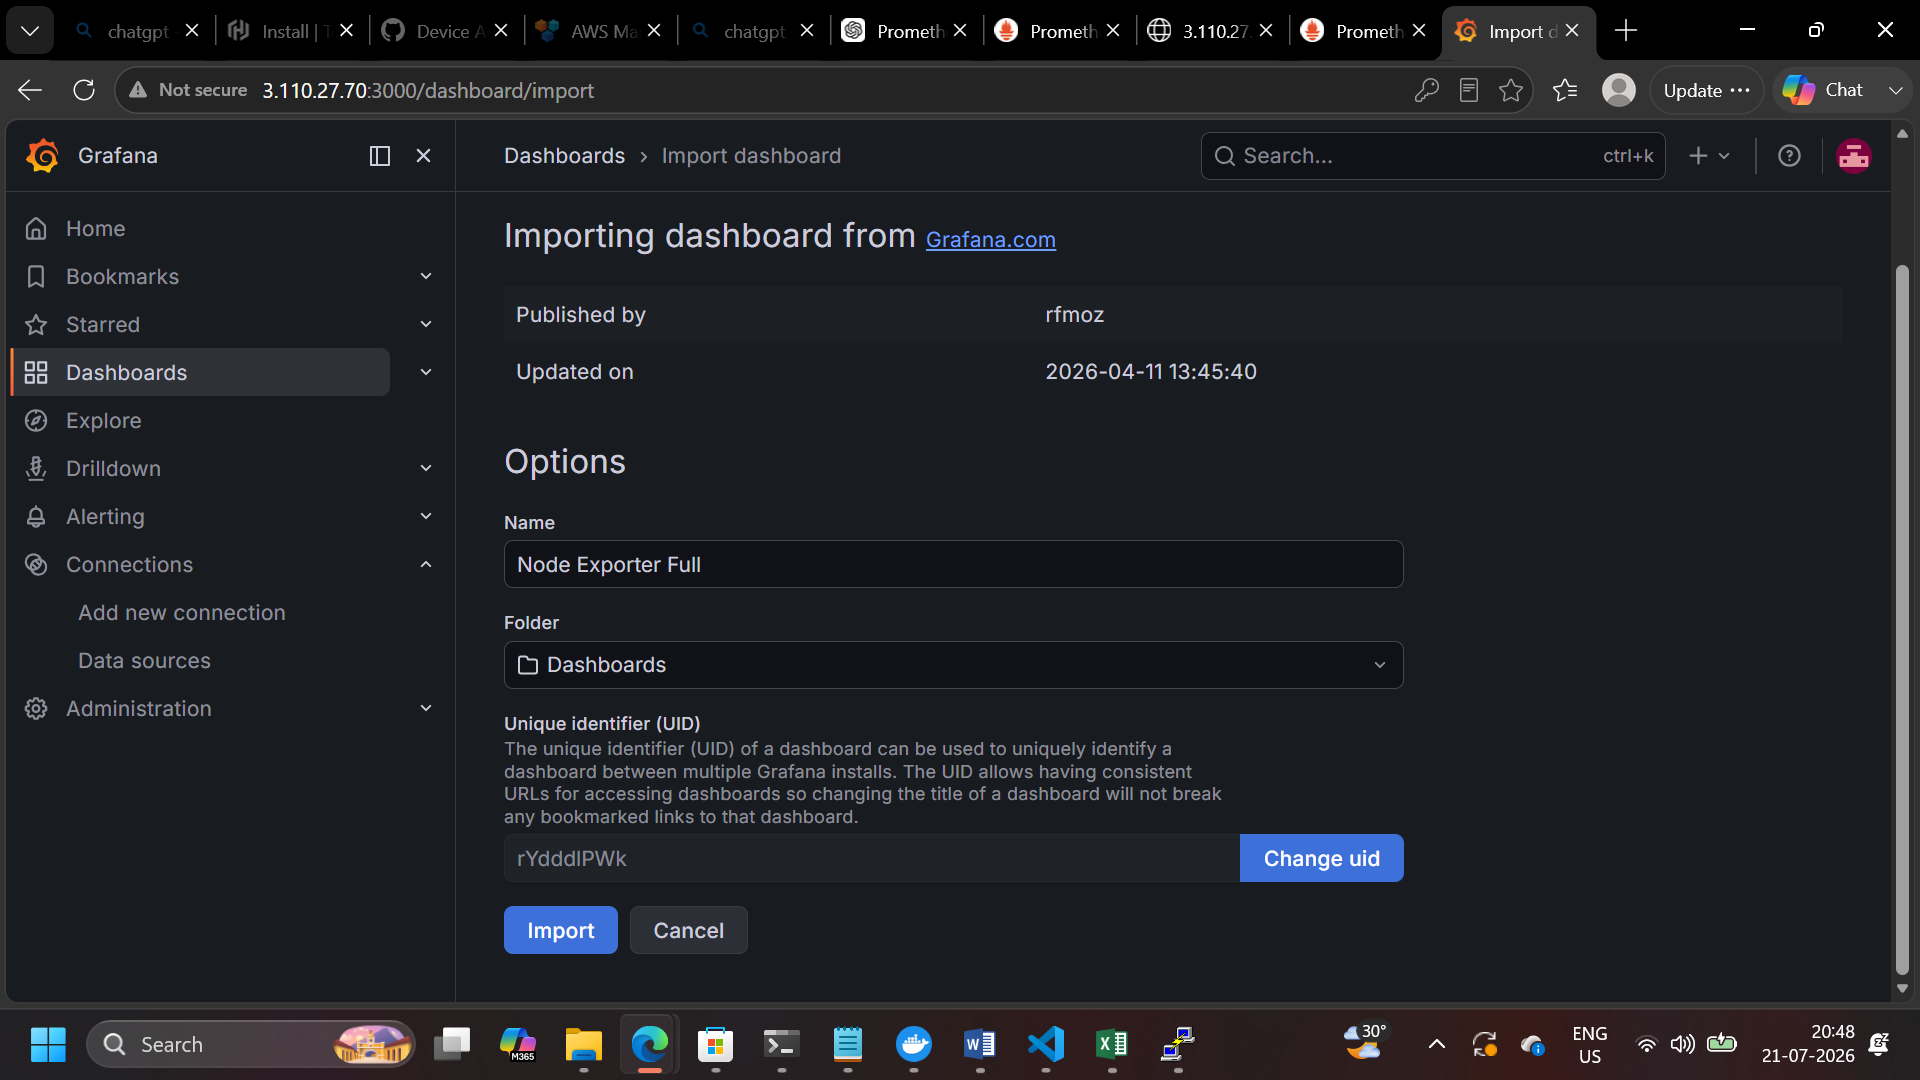 chatgpt
Install | T
Device A
AWS Ma
chatgpt
Prometh
Prometh
3.110.27.
Prometh
Import d
Not secure
3.110.27.70:3000/dashboard/import
Update
Chat
Grafana
Dashboards › Import dashboard
Search...
ctrl+k
Home
Bookmarks
Starred
Dashboards
Explore
Drilldown
Alerting
Connections
Add new connection
Data sources
Administration
Importing dashboard from Grafana.com
Published by rfmoz
Updated on 2026-04-11 13:45:40
Options
Name
Node Exporter Full
Folder
Dashboards
Unique identifier (UID)
The unique identifier (UID) of a dashboard can be used to uniquely identify a
dashboard between multiple Grafana installs. The UID allows having consistent
URLs for accessing dashboards so changing the title of a dashboard will not break
any bookmarked links to that dashboard.
rYdddlPWk
Change uid
Import
Cancel
Search
M365
30°
ENG
US
20:48
21-07-2026